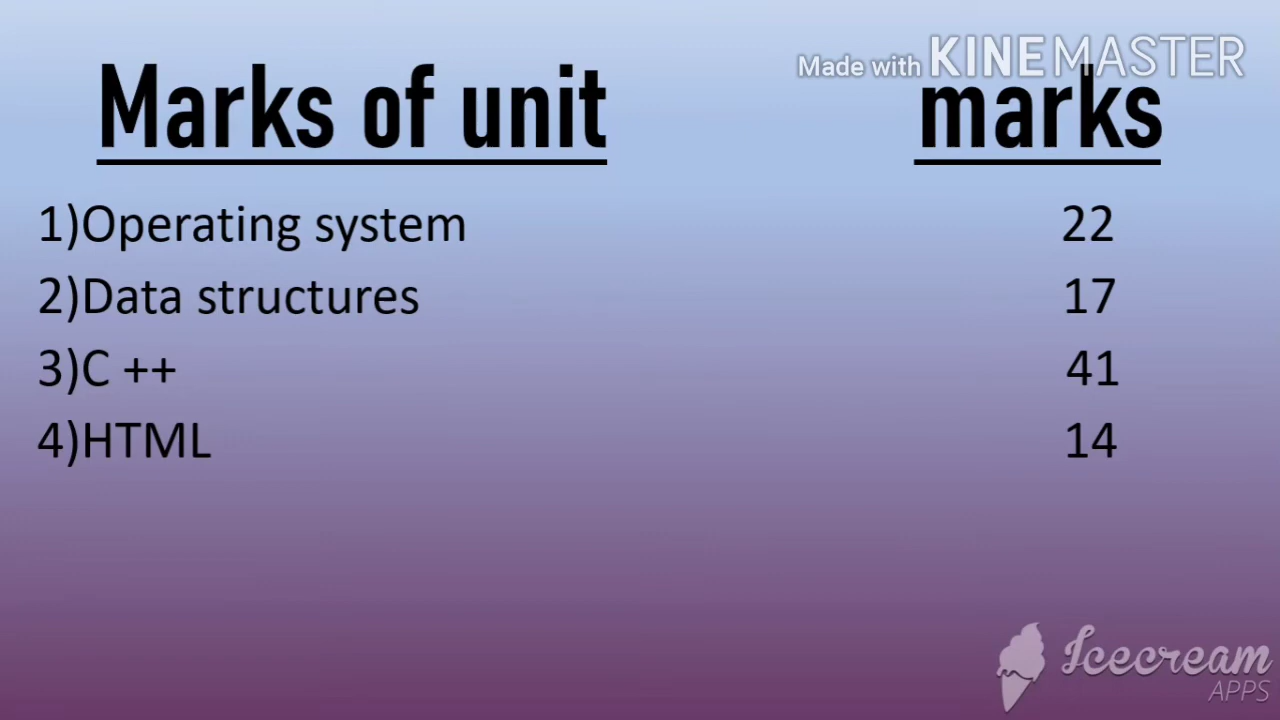 Made with KINEMASTER
Marks of unit marks
1)Operating system 22
2)Data structures 17
3)C ++ 41
4)HTML 14
Icecream
APPS